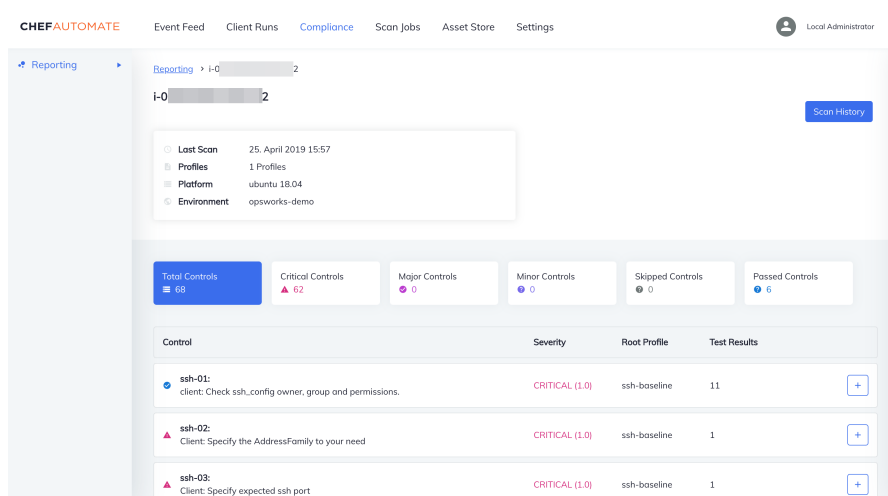 CHEFAUTOMATE Event Feed Client Runs Compliance Scan Jobs Asset Store Settings Local Administrator
Reporting
Reporting > i-0 2
i-0 2
Scan History
Last Scan 25. April 2019 15:57
Profiles 1 Profiles
Platform ubuntu 18.04
Environment opsworks-demo
Total Controls Critical Controls Major Controls Minor Controls Skipped Controls Passed Controls
68 62 0 0 0 6
Control Severity Root Profile Test Results
ssh-01:
client: Check ssh_config owner, group and permissions. CRITICAL (1.0) ssh-baseline 11 +
ssh-02:
Client: Specify the AddressFamily to your need CRITICAL (1.0) ssh-baseline 1 +
ssh-03:
Client: Specify expected ssh port CRITICAL (1.0) ssh-baseline 1 +